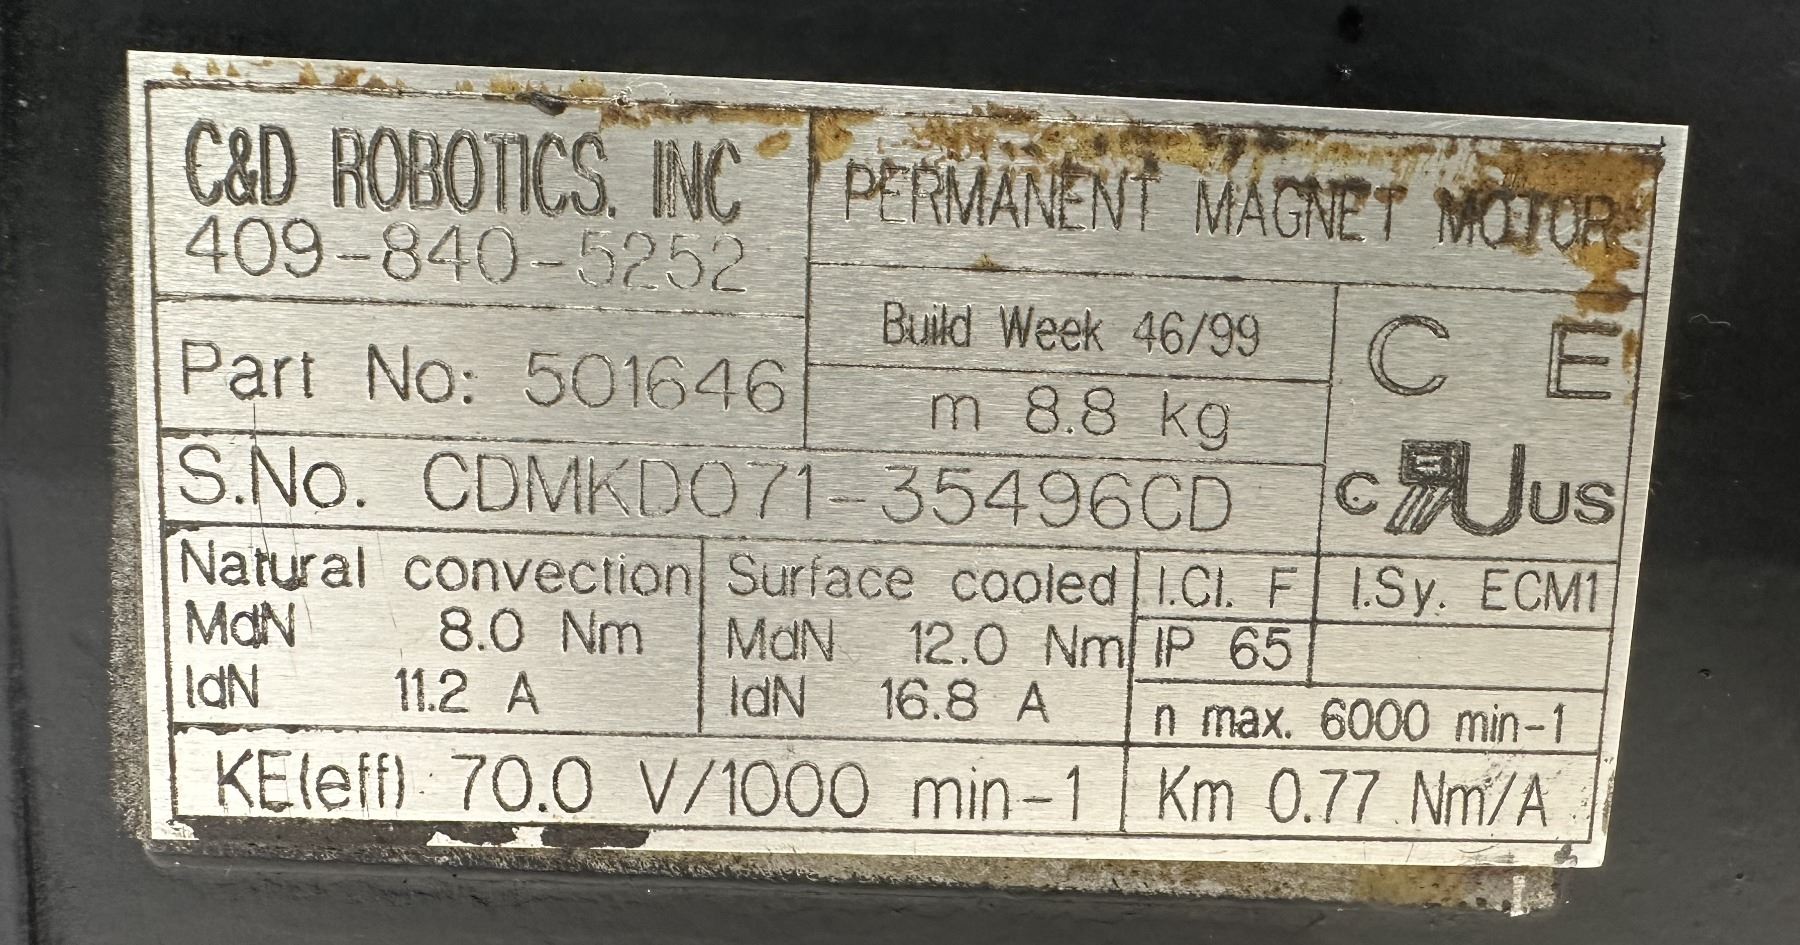 C&D ROBOTICS. INC
409-840-5252
PERMANENT MAGNET MOTOR
Part No: 501646
Build Week 46/99
m 8.8 kg
CE
S.No. CDMKD071-35496CD
c RU us
Natural convection
MdN 8.0 Nm
IdN 11.2 A
Surface cooled
MdN 12.0 Nm
IdN 16.8 A
I.Cl. F
I.Sy. ECM1
IP 65
n max. 6000 min-1
KE(eff) 70.0 V/1000 min-1
Km 0.77 Nm/A